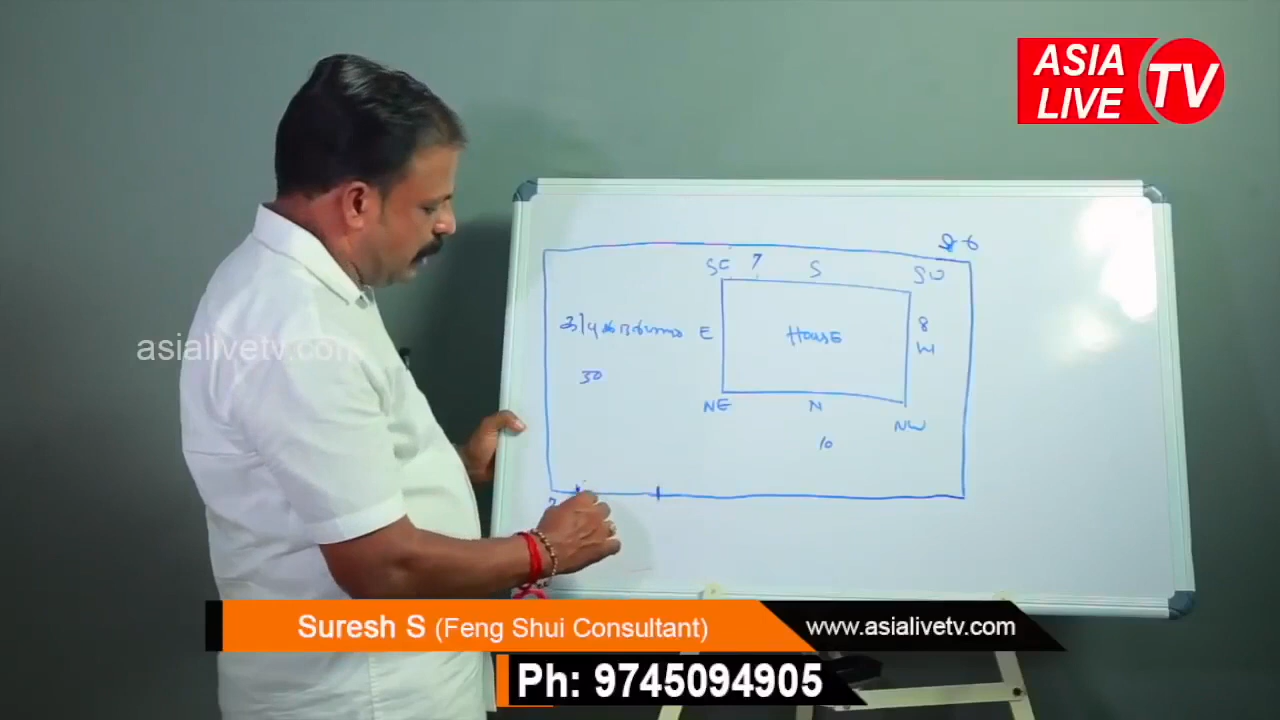 ASIA
LIVE
TV
SE 7 S SW
E House 8
W
30
NE N NW
10
asialivetv.com
Suresh S (Feng Shui Consultant)
www.asialivetv.com
Ph: 9745094905